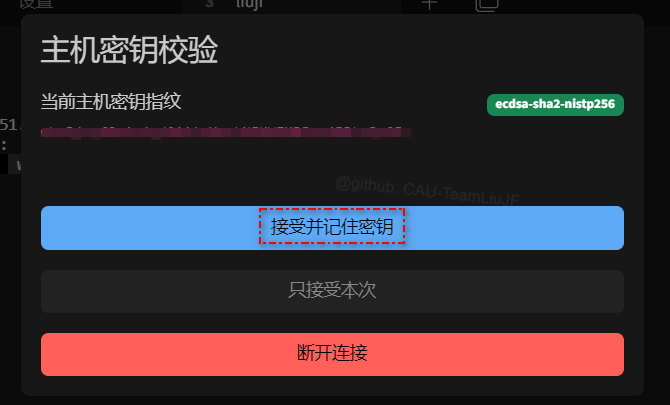 设置
3 liuji
主机密钥校验
当前主机密钥指纹
ecdsa-sha2-nistp256
51.
:
w
@github: CAU-TeamLiuJF
接受并记住密钥
只接受本次
断开连接